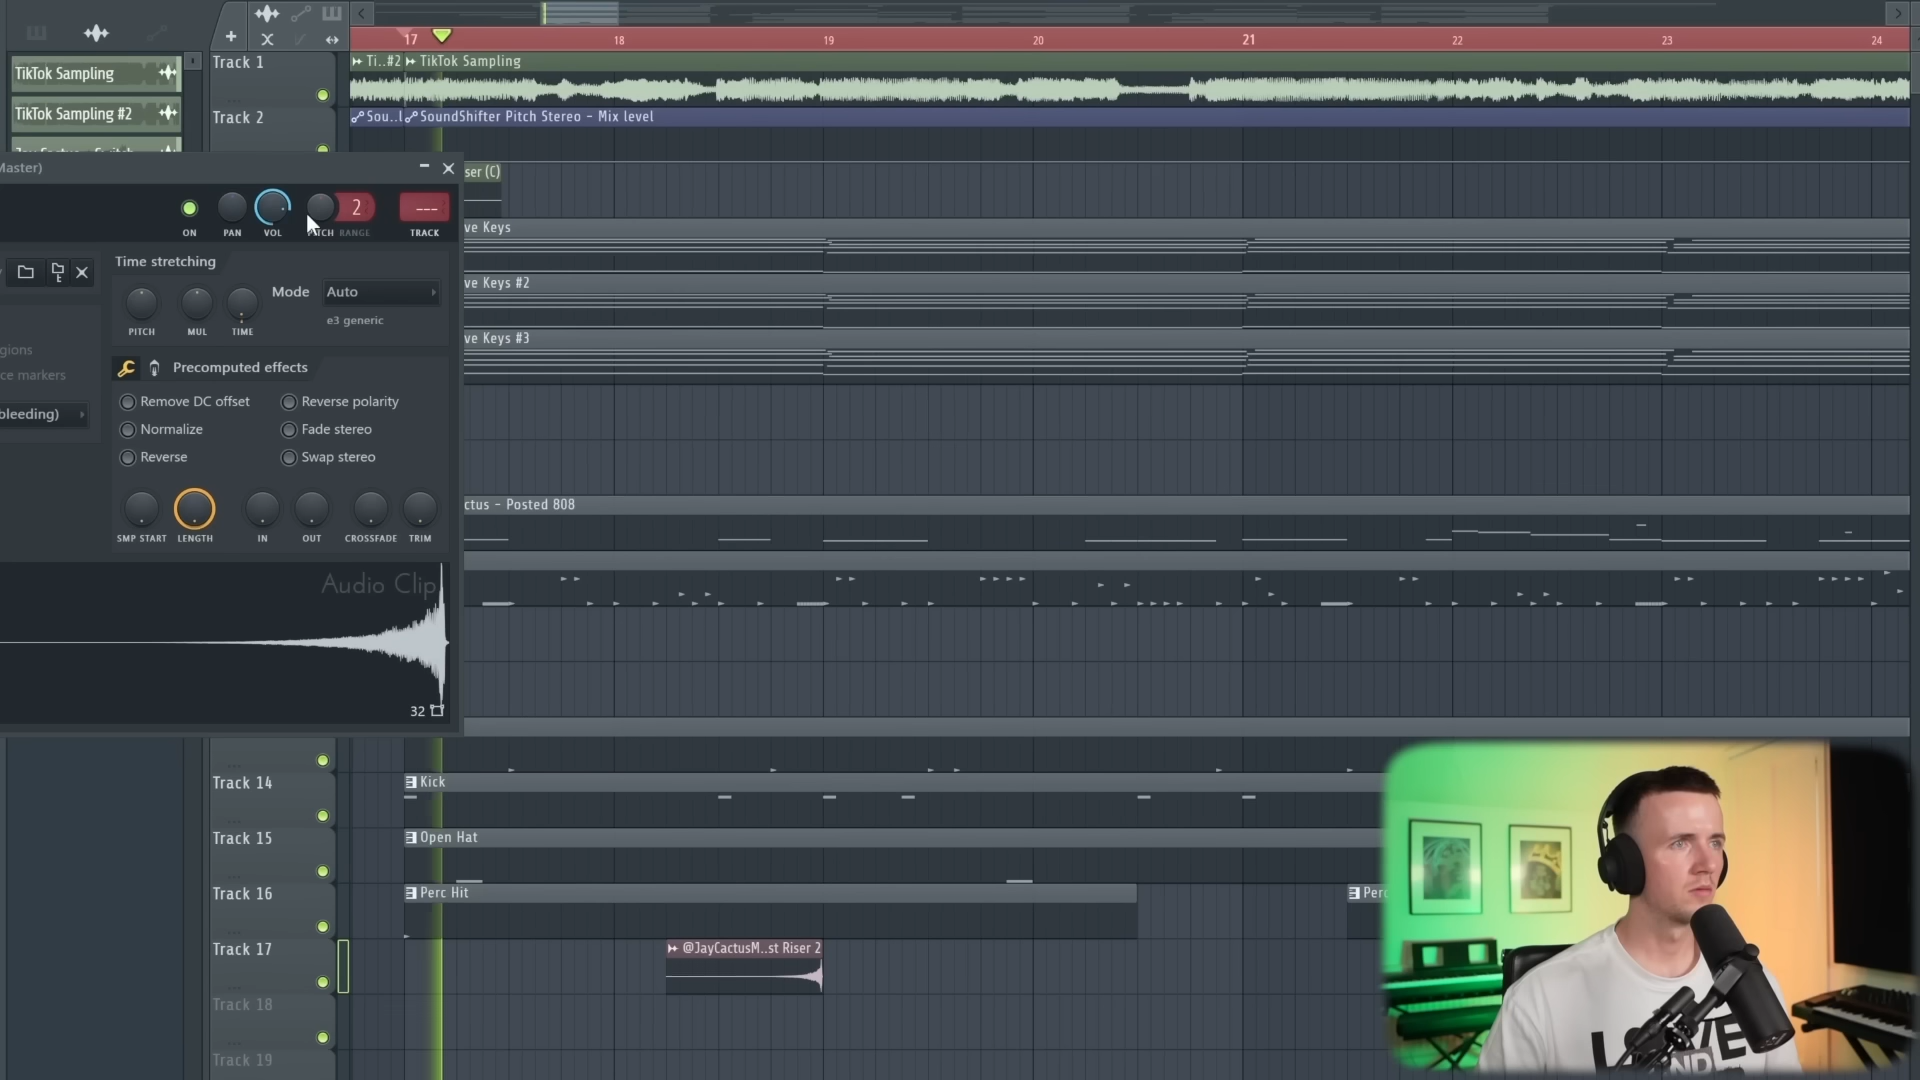 17
18
19
20
21
22
23
24
Track 1
Ti..#2
TikTok Sampling
TikTok Sampling
TikTok Sampling #2
Track 2
Sou..l
SoundShifter Pitch Stereo - Mix level
Master)
ser (C)
2
---
ON
PAN
VOL
PITCH
RANGE
TRACK
ve Keys
Time stretching
Mode
Auto
e3 generic
PITCH
MUL
TIME
ve Keys #2
ve Keys #3
gions
ce markers
bleeding)
Precomputed effects
Remove DC offset
Reverse polarity
Normalize
Fade stereo
Reverse
Swap stereo
SMP START
LENGTH
IN
OUT
CROSSFADE
TRIM
ctus - Posted 808
Audio Clip
32
Track 14
Kick
Track 15
Open Hat
Track 16
Perc Hit
Perc
Track 17
@JayCactusM..st Riser 2
Track 18
Track 19